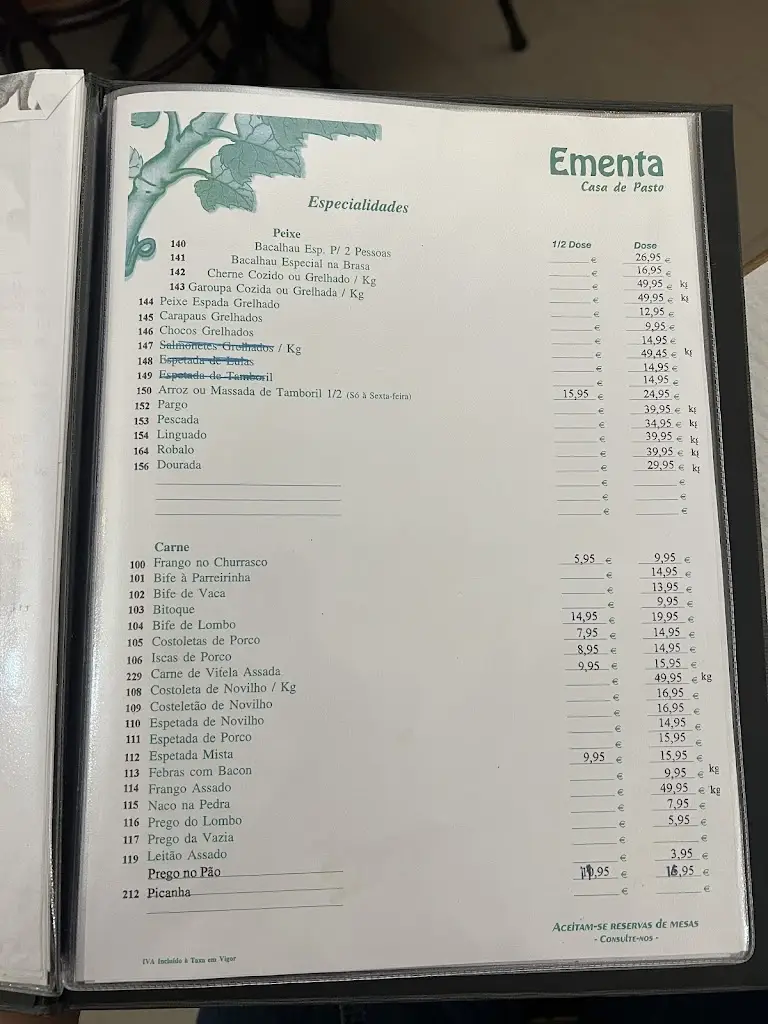 Ementa
Casa de Pasto
Especialidades
Peixe 1/2 Dose Dose
140 Bacalhau Esp. P/ 2 Pessoas € 26,95 €
141 Bacalhau Especial na Brasa € 16,95 €
142 Cherne Cozido ou Grelhado / Kg € 49,95 € kg
143 Garoupa Cozida ou Grelhada / Kg € 49,95 € kg
144 Peixe Espada Grelhado € 12,95 €
145 Carapaus Grelhados € 9,95 €
146 Chocos Grelhados € 14,95 €
147 Salmonetes Grelhados / Kg € 49,45 € kg
148 Espetada de Lulas € 14,95 €
149 Espetada de Tamboril € 14,95 €
150 Arroz ou Massada de Tamboril 1/2 (Só à Sexta-feira) 15,95 € 24,95 €
152 Pargo € 39,95 € kg
153 Pescada € 34,95 € kg
154 Linguado € 39,95 € kg
164 Robalo € 39,95 € kg
156 Dourada € 29,95 € kg
€ €
€ €
€ €
Carne
100 Frango no Churrasco 5,95 € 9,95 €
101 Bife à Parreirinha € 14,95 €
102 Bife de Vaca € 13,95 €
103 Bitoque € 9,95 €
104 Bife de Lombo 14,95 € 19,95 €
105 Costoletas de Porco 7,95 € 14,95 €
106 Iscas de Porco 8,95 € 14,95 €
229 Carne de Vitela Assada 9,95 € 15,95 €
108 Costoleta de Novilho / Kg € 49,95 € kg
109 Costeletão de Novilho € 16,95 €
110 Espetada de Novilho € 16,95 €
111 Espetada de Porco € 14,95 €
112 Espetada Mista € 15,95 €
113 Febras com Bacon 9,95 € 15,95 €
114 Frango Assado € 9,95 € kg
115 Naco na Pedra € 49,95 € kg
116 Prego do Lombo € 7,95 €
117 Prego da Vazia € 5,95 €
119 Leitão Assado € €
Prego no Pão € 3,95 €
212 Picanha € €
€ €
ACEITAM-SE RESERVAS DE MESAS
- CONSULTE-NOS -
IVA Incluído à Taxa em Vigor